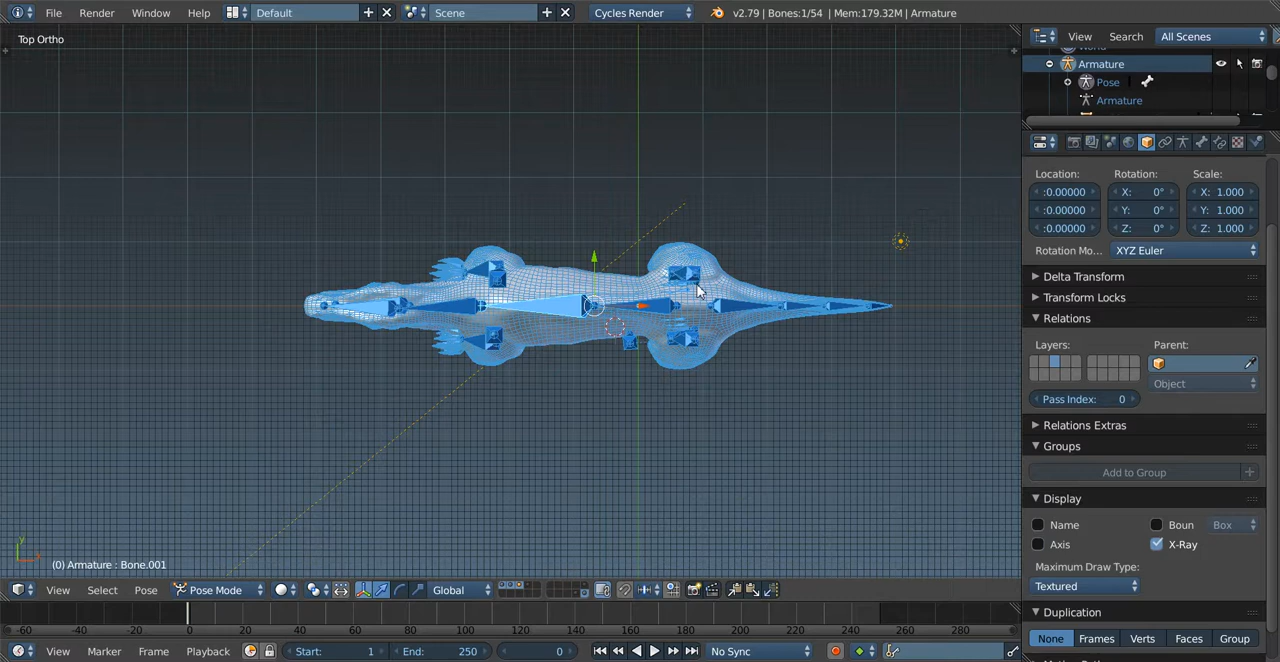 File Render Window Help Default Scene Cycles Render v2.79 | Bones:1/54 | Mem:179.32M | Armature
Top Ortho
View Search All Scenes
Armature
Pose
Armature
Location: Rotation: Scale:
:0.00000 X: 0° X: 1.000
:0.00000 Y: 0° Y: 1.000
:0.00000 Z: 0° Z: 1.000
Rotation Mo... XYZ Euler
Delta Transform
Transform Locks
Relations
Layers: Parent:
Object
Pass Index: 0
Relations Extras
Groups
Add to Group
Display
Name Boun Box
Axis X-Ray
Maximum Draw Type:
Textured
Duplication
None Frames Verts Faces Group
y
x
(0) Armature : Bone.001
View Select Pose Pose Mode Global
-60 -40 -20 0 20 40 60 80 100 120 140 160 180 200 220 240 260 280
View Marker Frame Playback Start: 1 End: 250 0 No Sync